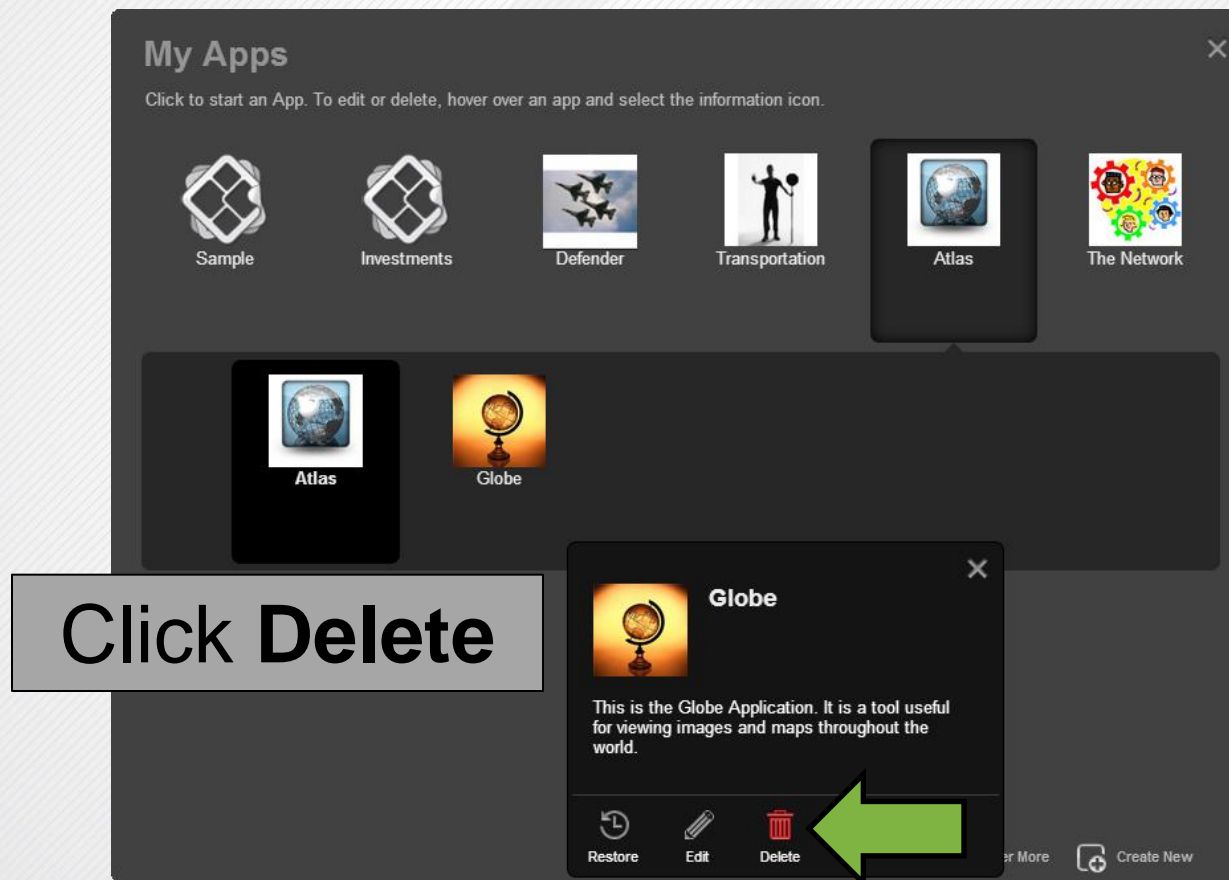 My Apps
Click to start an App. To edit or delete, hover over an app and select the information icon.
Sample
Investments
Defender
Transportation
Atlas
The Network
Atlas
Globe
Click Delete
Globe
This is the Globe Application. It is a tool useful
for viewing images and maps throughout the
world.
Restore
Edit
Delete
More
Create New